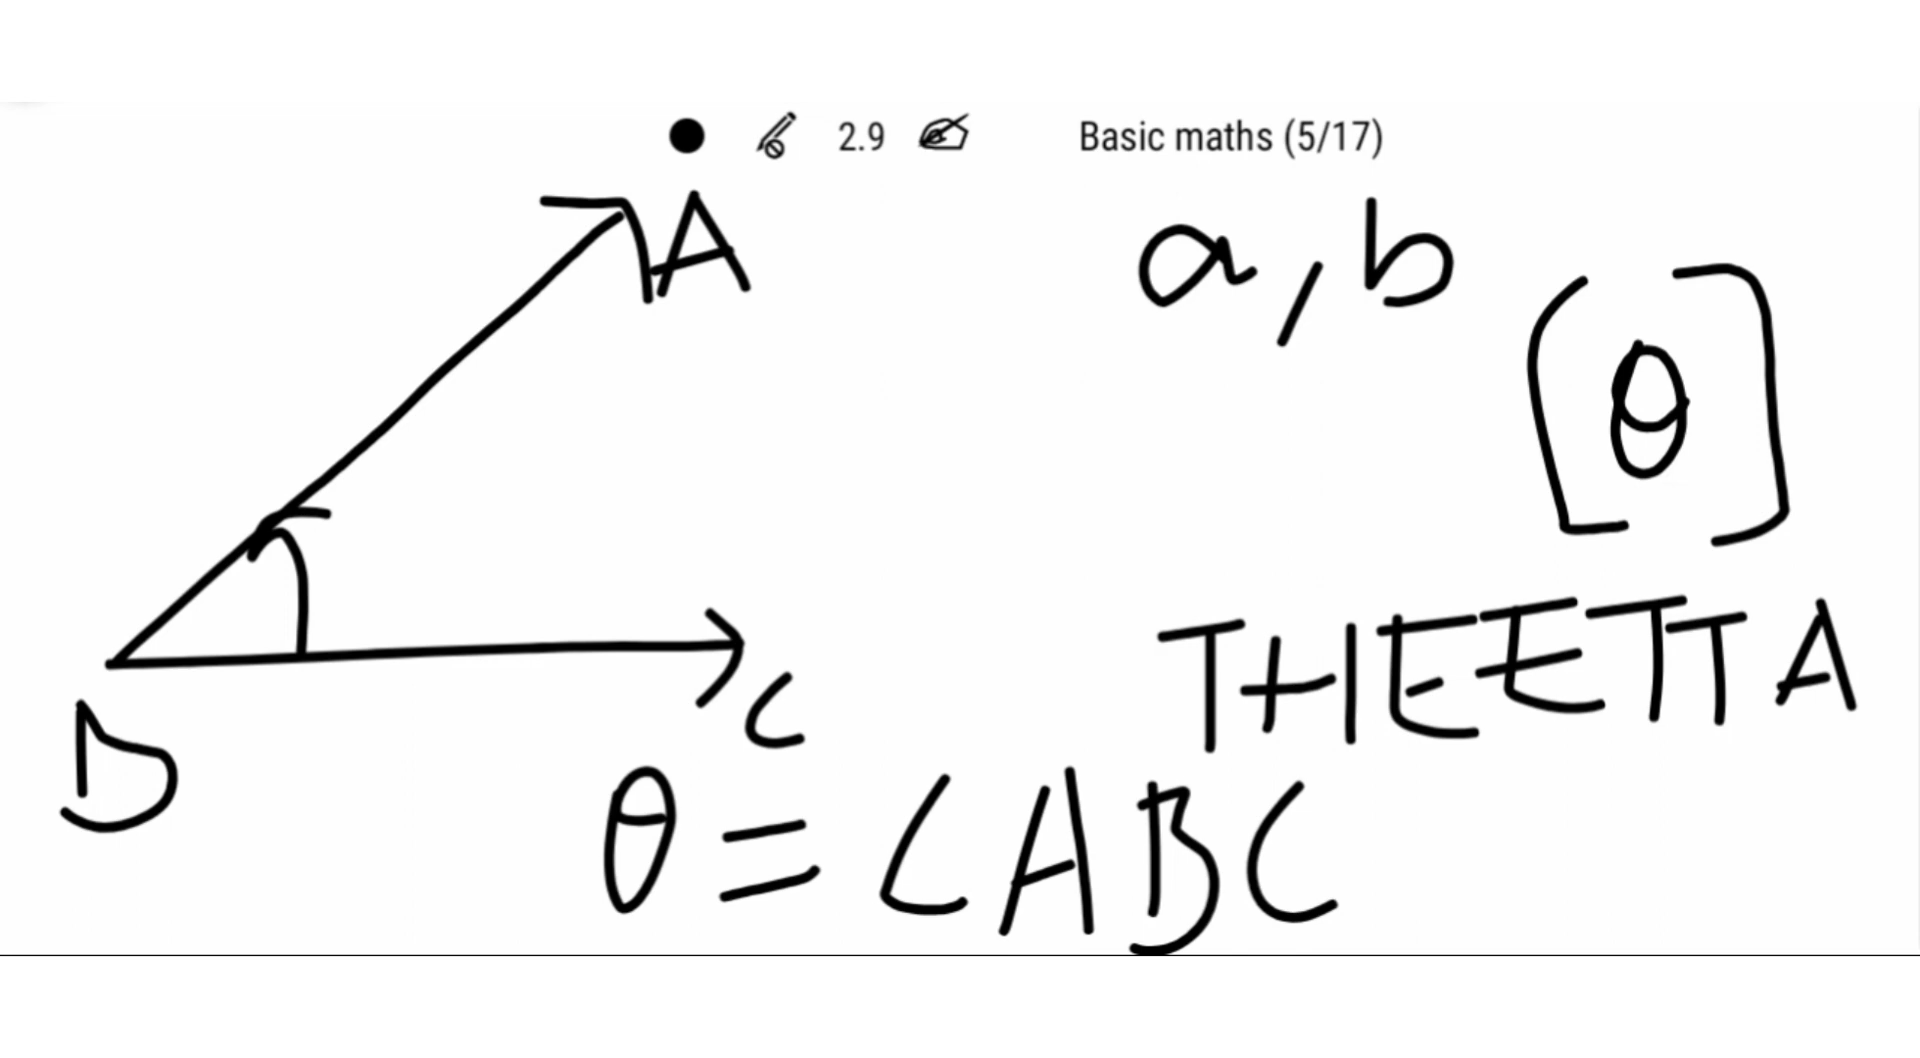 2.9 Basic maths (5/17)
A
a, b
[θ]
THEETTA
C
D
θ = ∠ABC